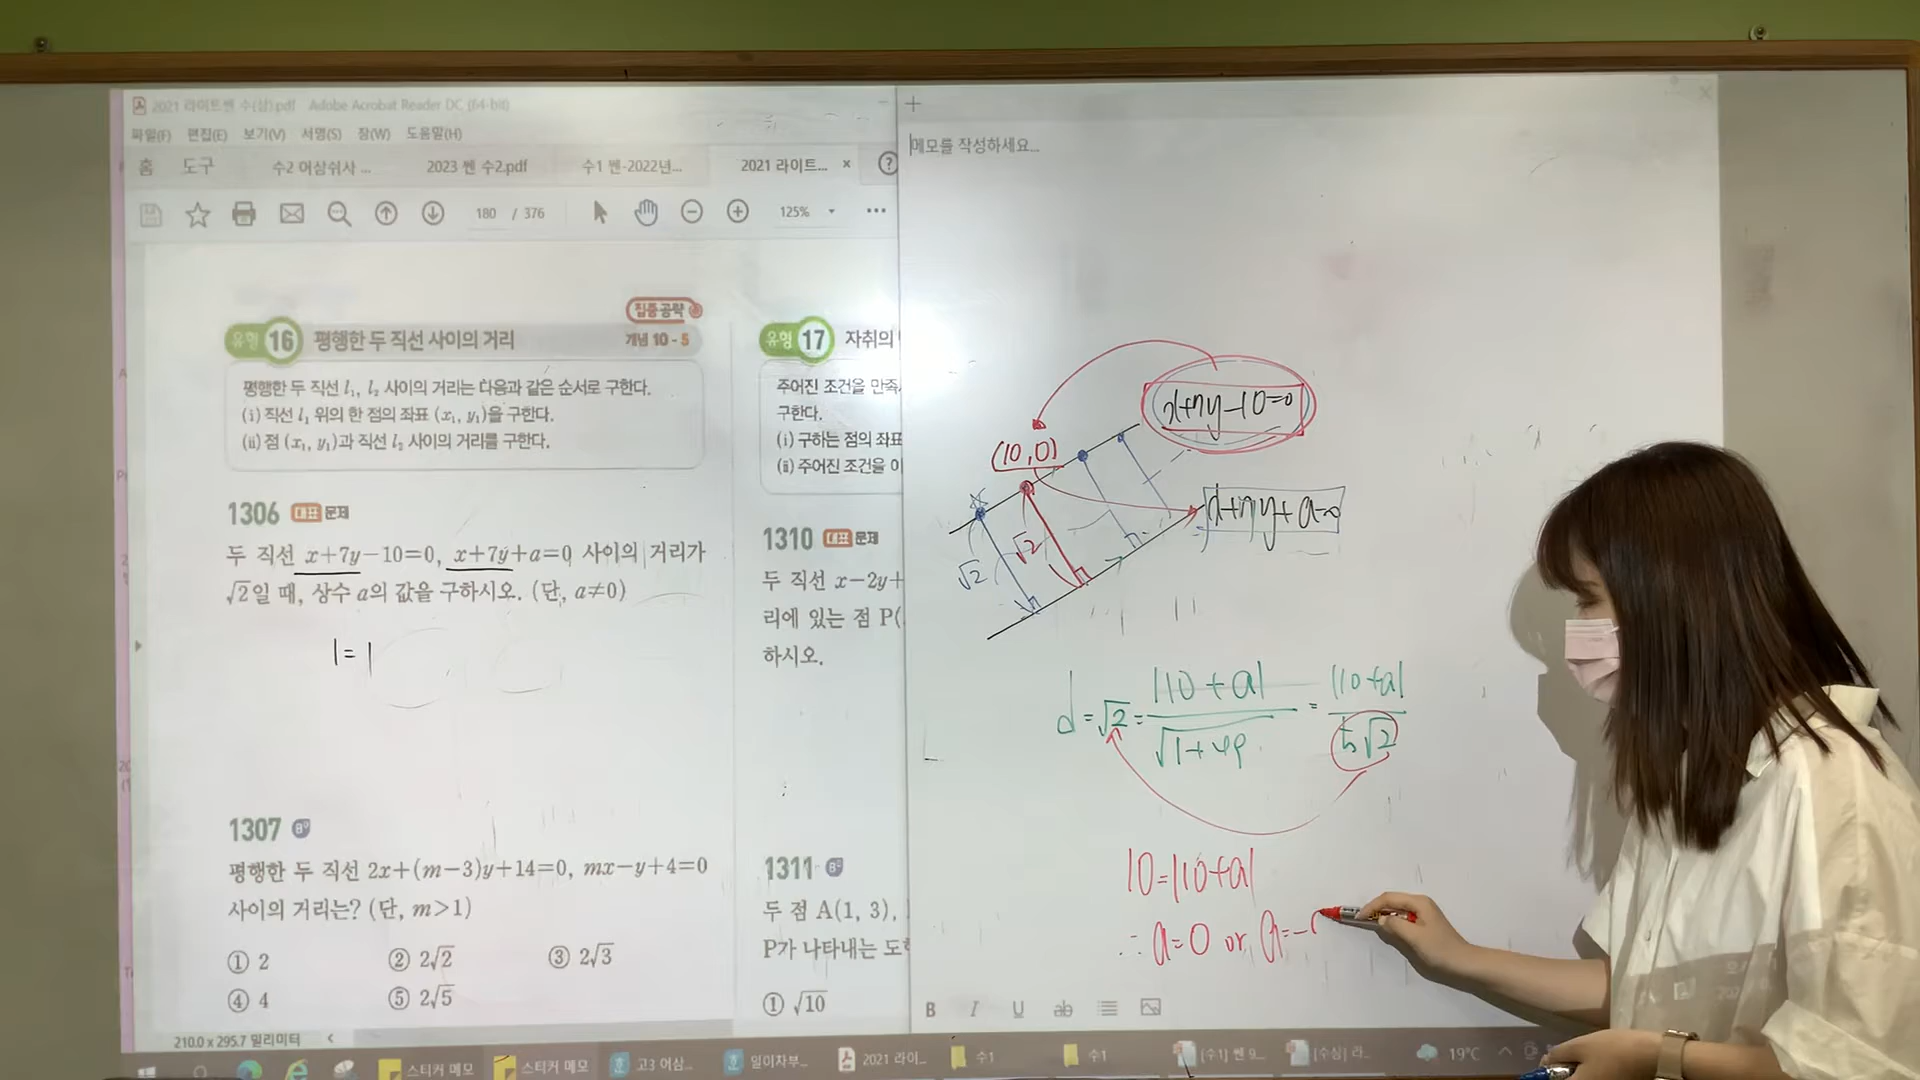 2021 라이트쎈 수(상).pdf - Adobe Acrobat Reader DC (64-bit)
파일(F) 편집(E) 보기(V) 서명(S) 창(W) 도움말(H)
홈 도구 수2 어삼쉬사 ... 2023 쎈 수2.pdf 수1 쎈-2022년... 2021 라이트... ×
180 / 376 125%
집중공략
유형 16 평행한 두 직선 사이의 거리 개념 10-5
평행한 두 직선 l₁, l₂ 사이의 거리는 다음과 같은 순서로 구한다.
(i) 직선 l₁ 위의 한 점의 좌표 (x₁, y₁)을 구한다.
(ii) 점 (x₁, y₁)과 직선 l₂ 사이의 거리를 구한다.
1306 대표문제
두 직선 x+7y-10=0, x+7y+a=0 사이의 거리가
√2일 때, 상수 a의 값을 구하시오. (단, a≠0)
1=1
1307
평행한 두 직선 2x+(m-3)y+14=0, mx-y+4=0
사이의 거리는? (단, m>1)
① 2 ② 2√2 ③ 2√3
④ 4 ⑤ 2√5
210.0 x 295.7 밀리미터
유형 17 자취의
주어진 조건을 만족
구한다.
(i) 구하는 점의 좌표
(ii) 주어진 조건을 이
1310 대표문제
두 직선 x-2y+
리에 있는 점 P(
하시오.
1311
두 점 A(1, 3),
P가 나타내는 도
① √10
+
메모를 작성하세요...
x+7y-10=0
(10,0)
x+7y+a=0
√2
√2
d=√2=|10+a|/√1+49=|10+a|/5√2
10=|10+a|
∴ a=0 or a=-
B I U ab
스티커 메모 스티커 메모 고3 어삼... 일이차부... 2021 라이... 수1 수1 [수1] 쎈 9... [수상] 라... 19℃